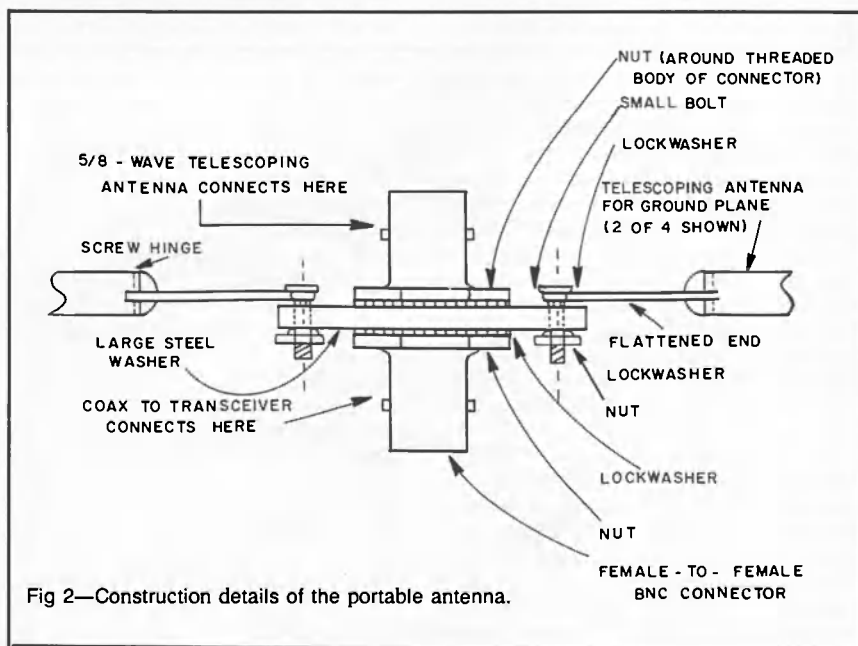 NUT (AROUND THREADED
BODY OF CONNECTOR)
SMALL BOLT
5/8 - WAVE TELESCOPING
ANTENNA CONNECTS HERE
LOCKWASHER
TELESCOPING ANTENNA
FOR GROUND PLANE
(2 OF 4 SHOWN)
SCREW HINGE
LARGE STEEL
WASHER
FLATTENED END
LOCKWASHER
COAX TO TRANSCEIVER
CONNECTS HERE
NUT
LOCKWASHER
NUT
FEMALE - TO - FEMALE
BNC CONNECTOR
Fig 2—Construction details of the portable antenna.